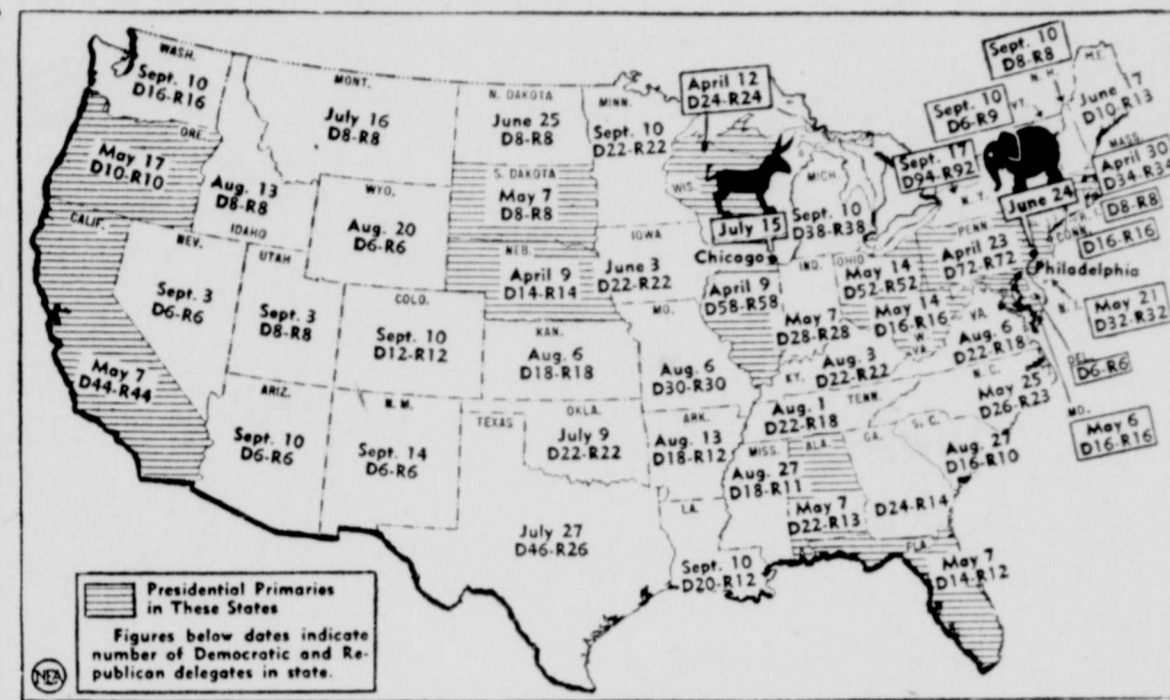 WASH.
Sept. 10
D16-R16
ORE.
May 17
D10-R10
CALIF.
May 7
D44-R44
NEV.
Sept. 3
D6-R6
IDAHO
Aug. 13
D8-R8
MONT.
July 16
D8-R8
WYO.
Aug. 20
D6-R6
UTAH
Sept. 3
D8-R8
COLO.
Sept. 10
D12-R12
ARIZ.
Sept. 10
D6-R6
N. M.
Sept. 14
D6-R6
N. DAKOTA
June 25
D8-R8
S. DAKOTA
May 7
D8-R8
NEB.
April 9
D14-R14
KAN.
Aug. 6
D18-R18
OKLA.
July 9
D22-R22
TEXAS
July 27
D46-R26
MINN.
Sept. 10
D22-R22
IOWA
June 3
D22-R22
MO.
Aug. 6
D30-R30
ARK.
Aug. 13
D18-R12
LA.
Sept. 10
D20-R12
April 12
D24-R24
WIS.
July 15
Chicago
April 9
D58-R58
MICH.
Sept. 10
D38-R38
IND.
May 7
D28-R28
OHIO
May 14
D52-R52
May 14
D16-R16
W.
VA.
KY.
Aug. 3
D22-R22
TENN.
Aug. 1
D22-R18
MISS.
Aug. 27
D18-R11
ALA.
May 7
D22-R13
GA.
D24-R14
FLA.
May 7
D14-R12
S. C.
Aug. 27
D16-R10
N. C.
May 25
D26-R23
VA.
Aug. 6
D22-R18
PENN.
April 23
D72-R72
Sept. 17
D94-R92
N. Y.
June 24
Philadelphia
Sept. 10
D6-R9
VT.
Sept. 10
D8-R8
N. H.
ME.
June 7
D10-R13
MASS.
April 30
D34-R33
R. I.
D8-R8
CONN.
D16-R16
N. J.
May 21
D32-R32
DEL.
D6-R6
MD.
May 6
D16-R16
Presidential Primaries
in These States
Figures below dates indicate
number of Democratic and Re-
publican delegates in state.
NEA